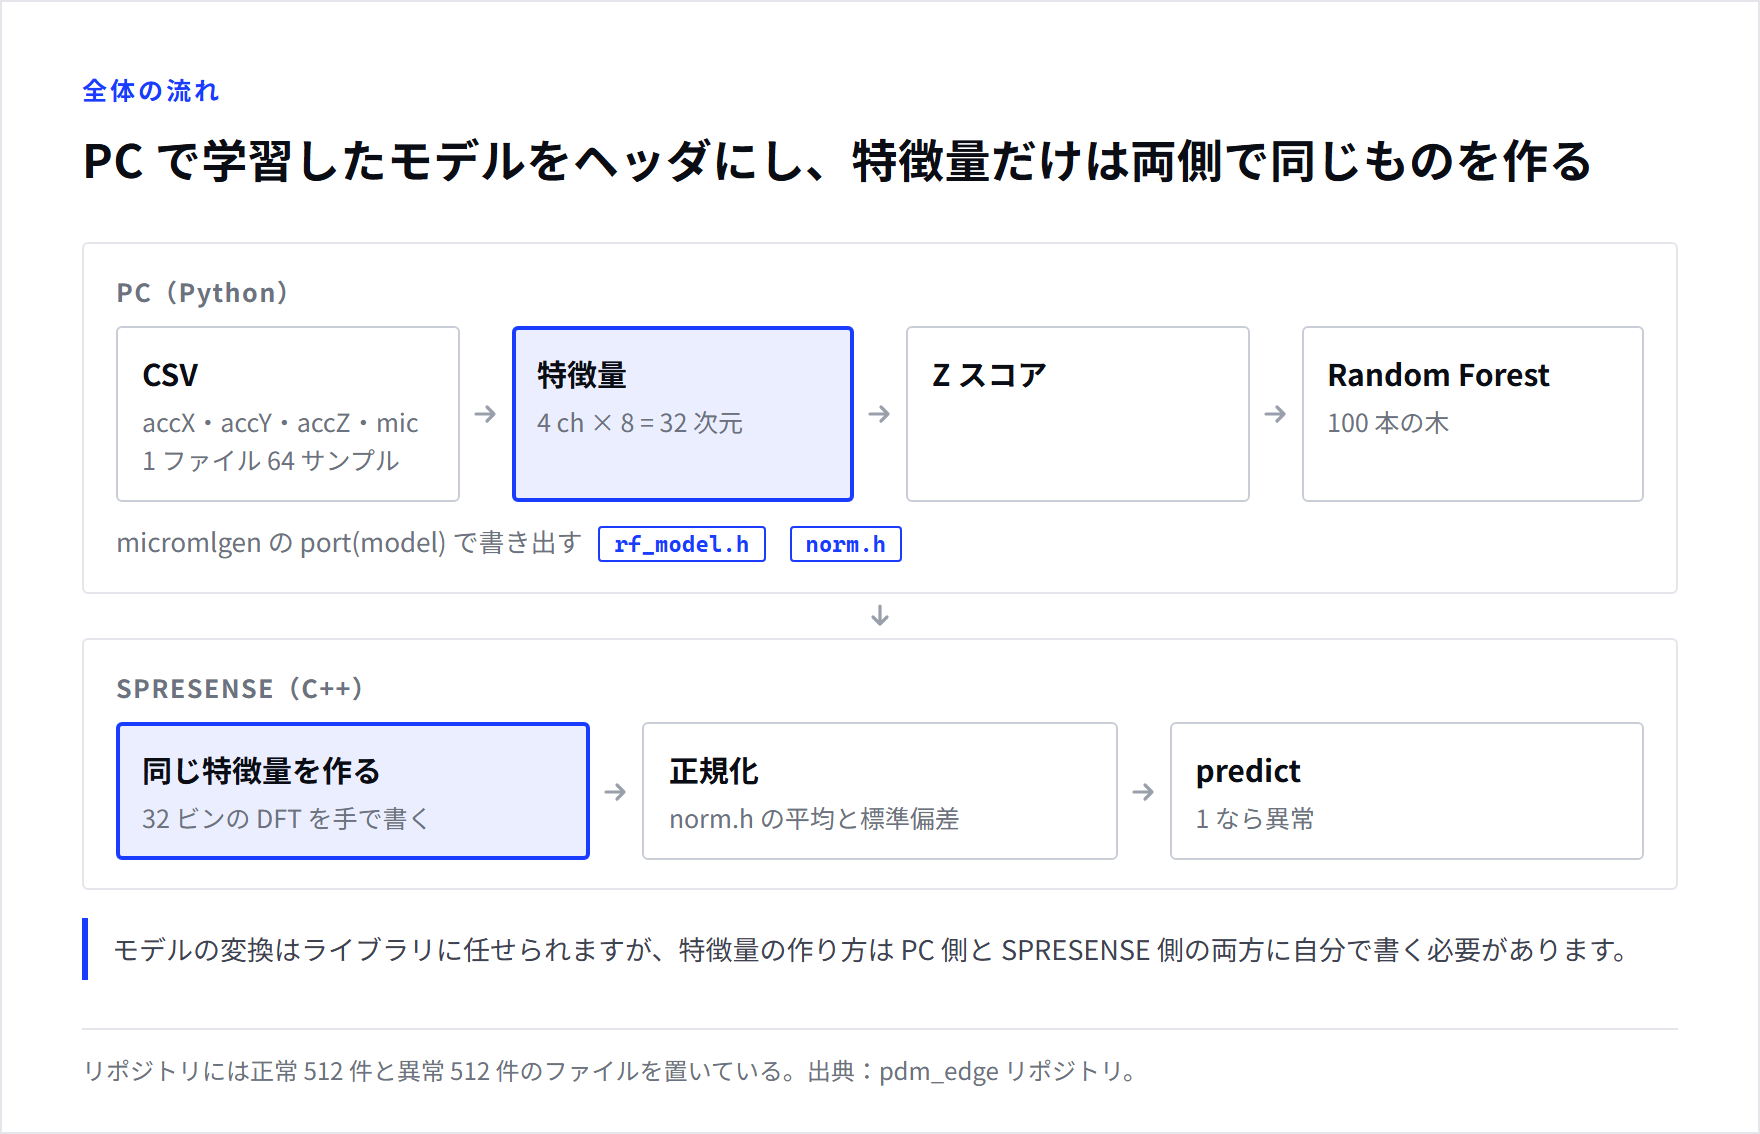 全体の流れ
PC で学習したモデルをヘッダにし、特徴量だけは両側で同じものを作る
PC（Python）
CSV
accX・accY・accZ・mic
1 ファイル 64 サンプル
→
特徴量
4 ch × 8 = 32 次元
→
Z スコア
→
Random Forest
100 本の木
micromlgen の port(model) で書き出す rf_model.h norm.h
↓
SPRESENSE（C++）
同じ特徴量を作る
32 ビンの DFT を手で書く
→
正規化
norm.h の平均と標準偏差
→
predict
1 なら異常
モデルの変換はライブラリに任せられますが、特徴量の作り方は PC 側と SPRESENSE 側の両方に自分で書く必要があります。
リポジトリには正常 512 件と異常 512 件のファイルを置いている。出典：pdm_edge リポジトリ。